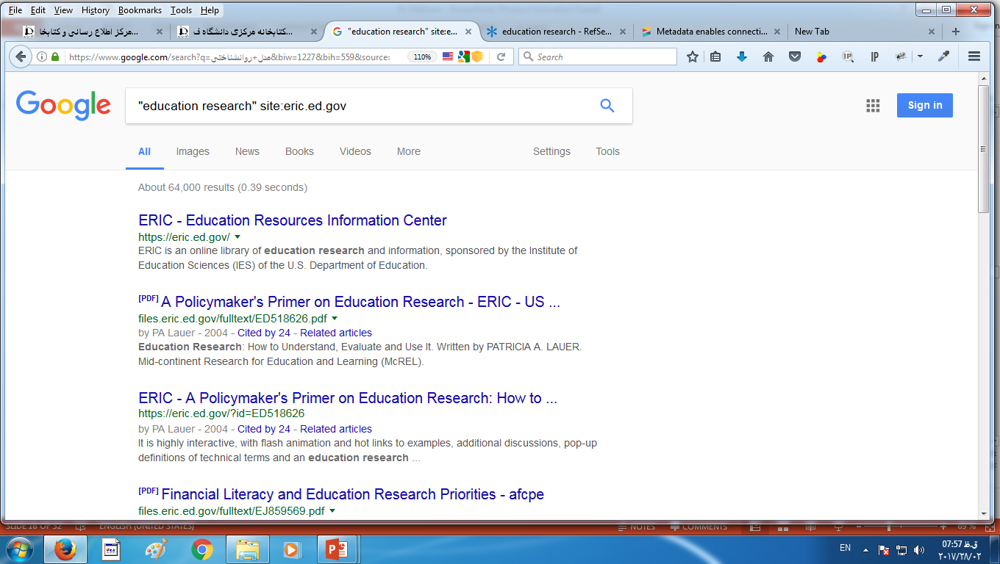 File Edit View History Bookmarks Tools Help
مرکز اطلاع رسانی و کتابخا...
کتابخانه مرکزی دانشگاه ف...
"education research" site:e...
education research - RefSe...
Metadata enables connecti...
New Tab
https://www.google.com/search?q=مدل+روانشناختی&biw=1227&bih=559&source:
110%
Search
Google
"education research" site:eric.ed.gov
Sign in
All Images News Books Videos More Settings Tools
About 64,000 results (0.39 seconds)
ERIC - Education Resources Information Center
https://eric.ed.gov/
ERIC is an online library of education research and information, sponsored by the Institute of
Education Sciences (IES) of the U.S. Department of Education.
[PDF] A Policymaker's Primer on Education Research - ERIC - US ...
files.eric.ed.gov/fulltext/ED518626.pdf
by PA Lauer - 2004 - Cited by 24 - Related articles
Education Research: How to Understand, Evaluate and Use It. Written by PATRICIA A. LAUER.
Mid-continent Research for Education and Learning (McREL).
ERIC - A Policymaker's Primer on Education Research: How to ...
https://eric.ed.gov/?id=ED518626
by PA Lauer - 2004 - Cited by 24 - Related articles
It is highly interactive, with flash animation and hot links to examples, additional discussions, pop-up
definitions of technical terms and an education research ...
[PDF] Financial Literacy and Education Research Priorities - afcpe
files.eric.ed.gov/fulltext/EJ859569.pdf
SLIDE 16 OF 32 ENGLISH (UNITED STATES) NOTES COMMENTS 69 %
EN
07:57 ق.ظ
۲۰۱۷/۲۸/۰۲